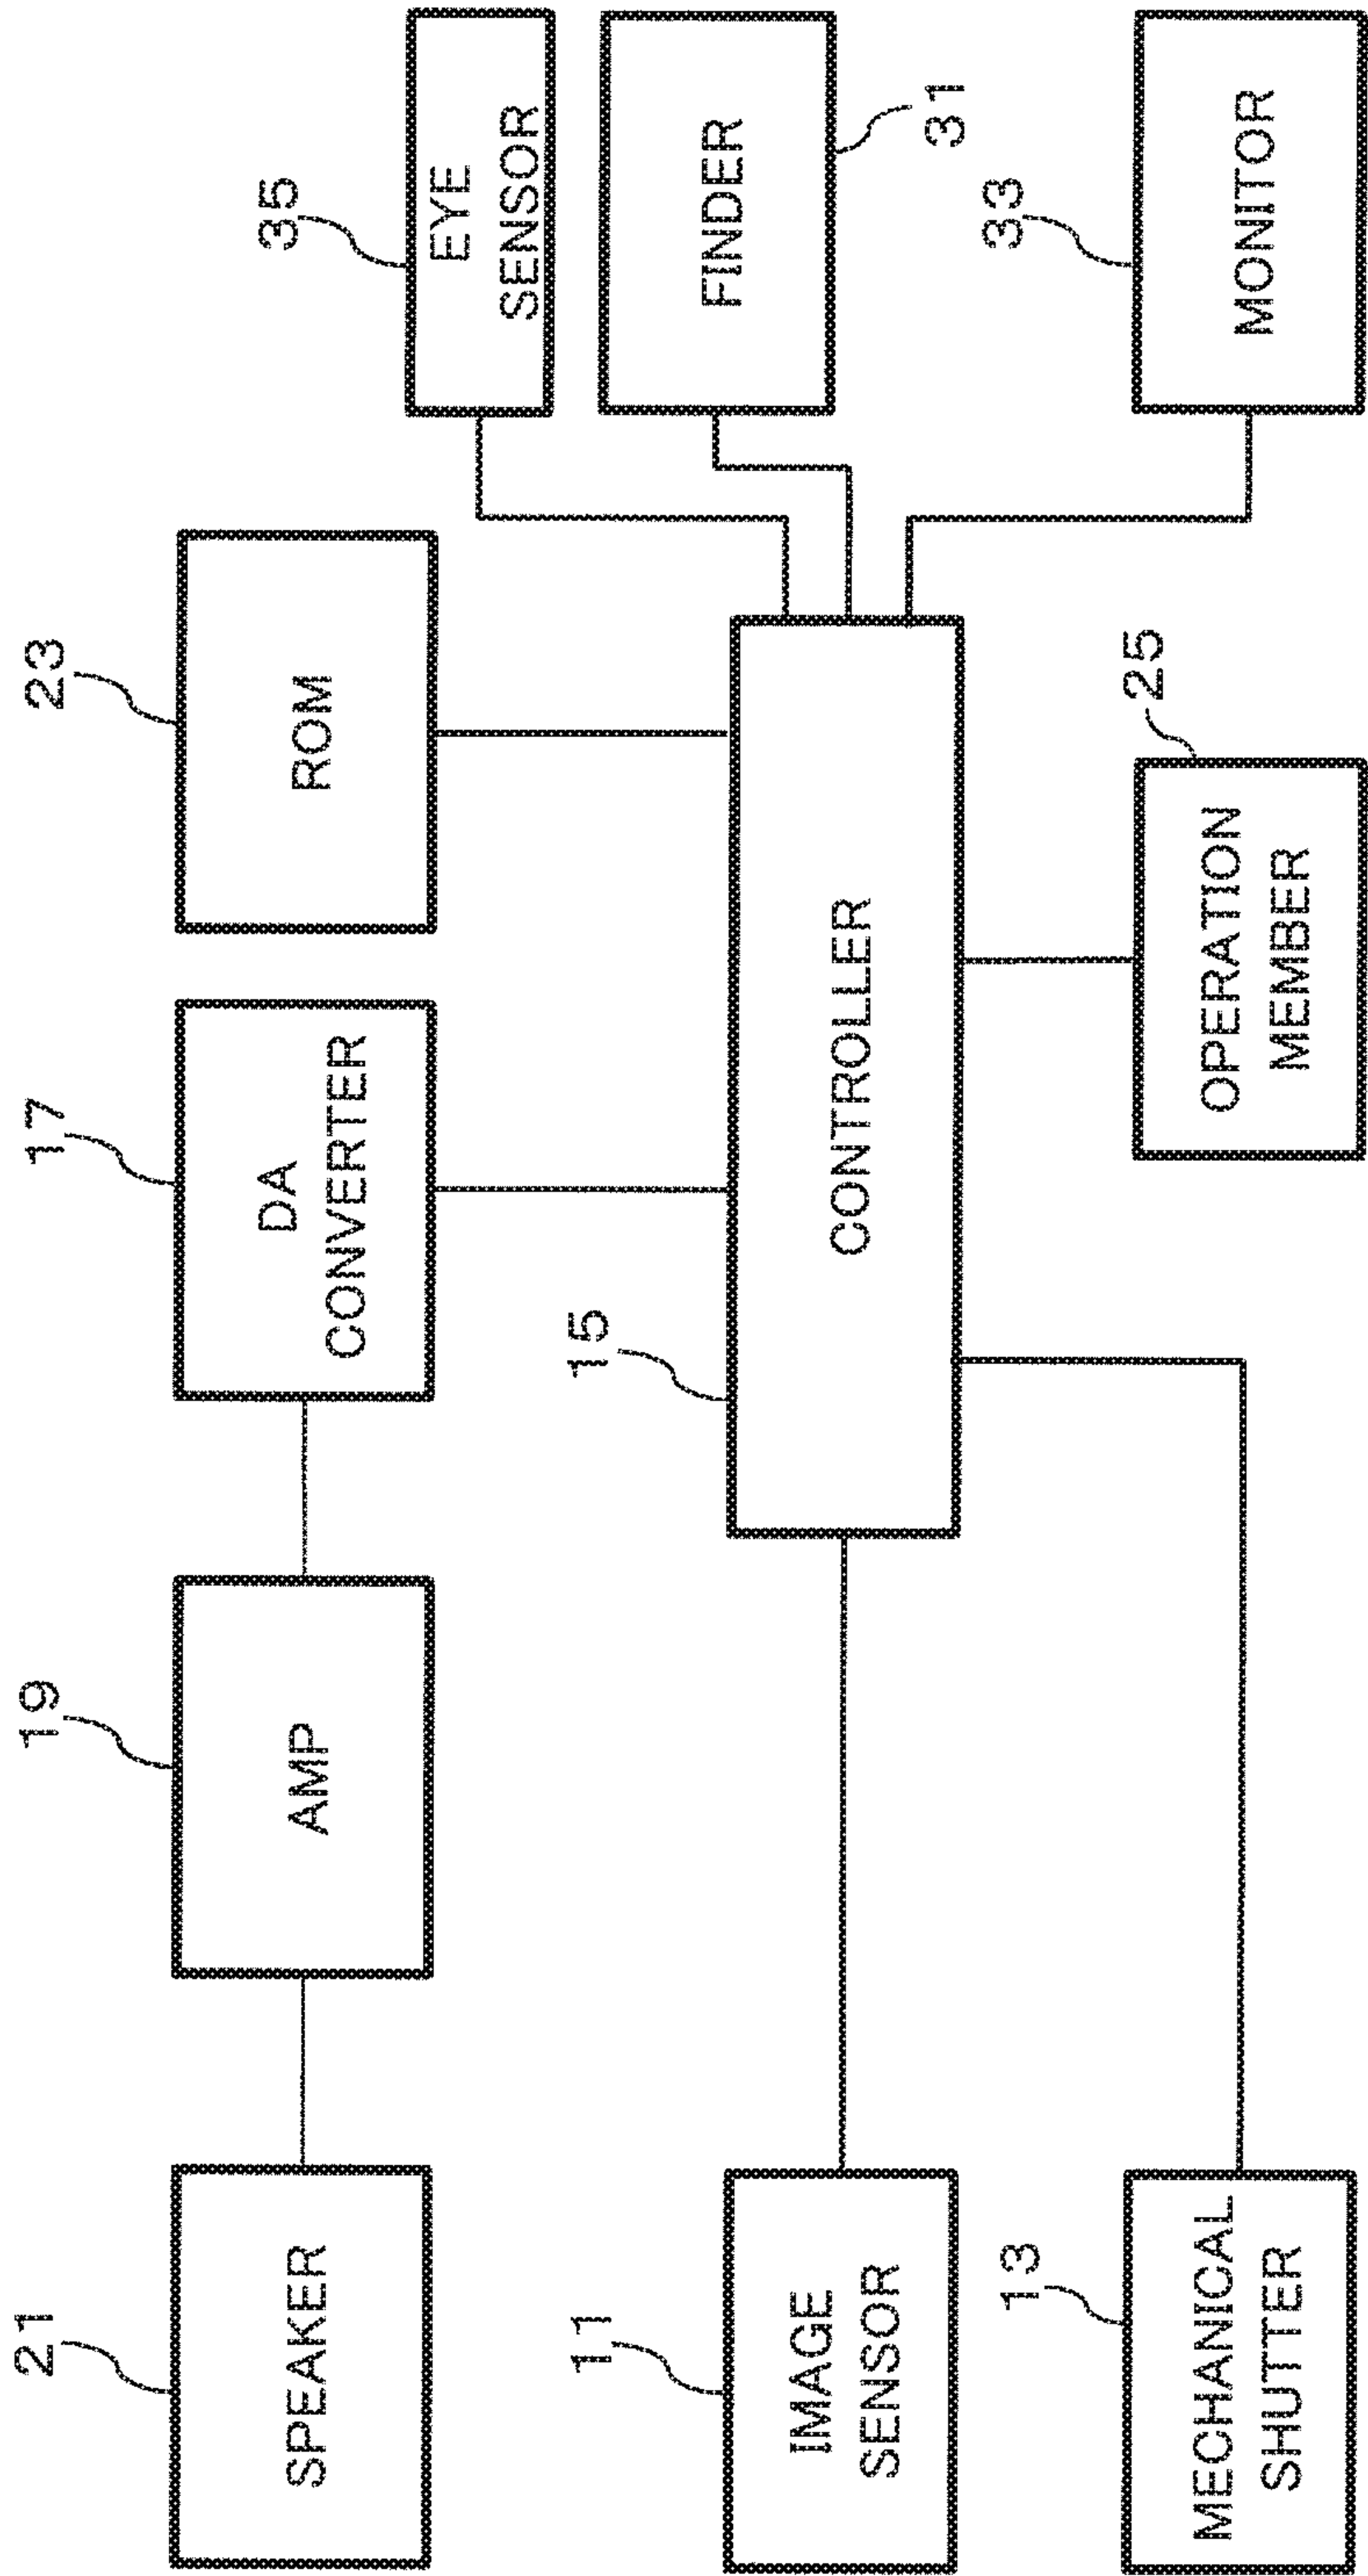 21
SPEAKER
19
AMP
17
DA
CONVERTER
23
ROM
35
EYE
SENSOR
11
IMAGE
SENSOR
15
CONTROLLER
FINDER
31
13
MECHANICAL
SHUTTER
25
OPERATION
MEMBER
33
MONITOR